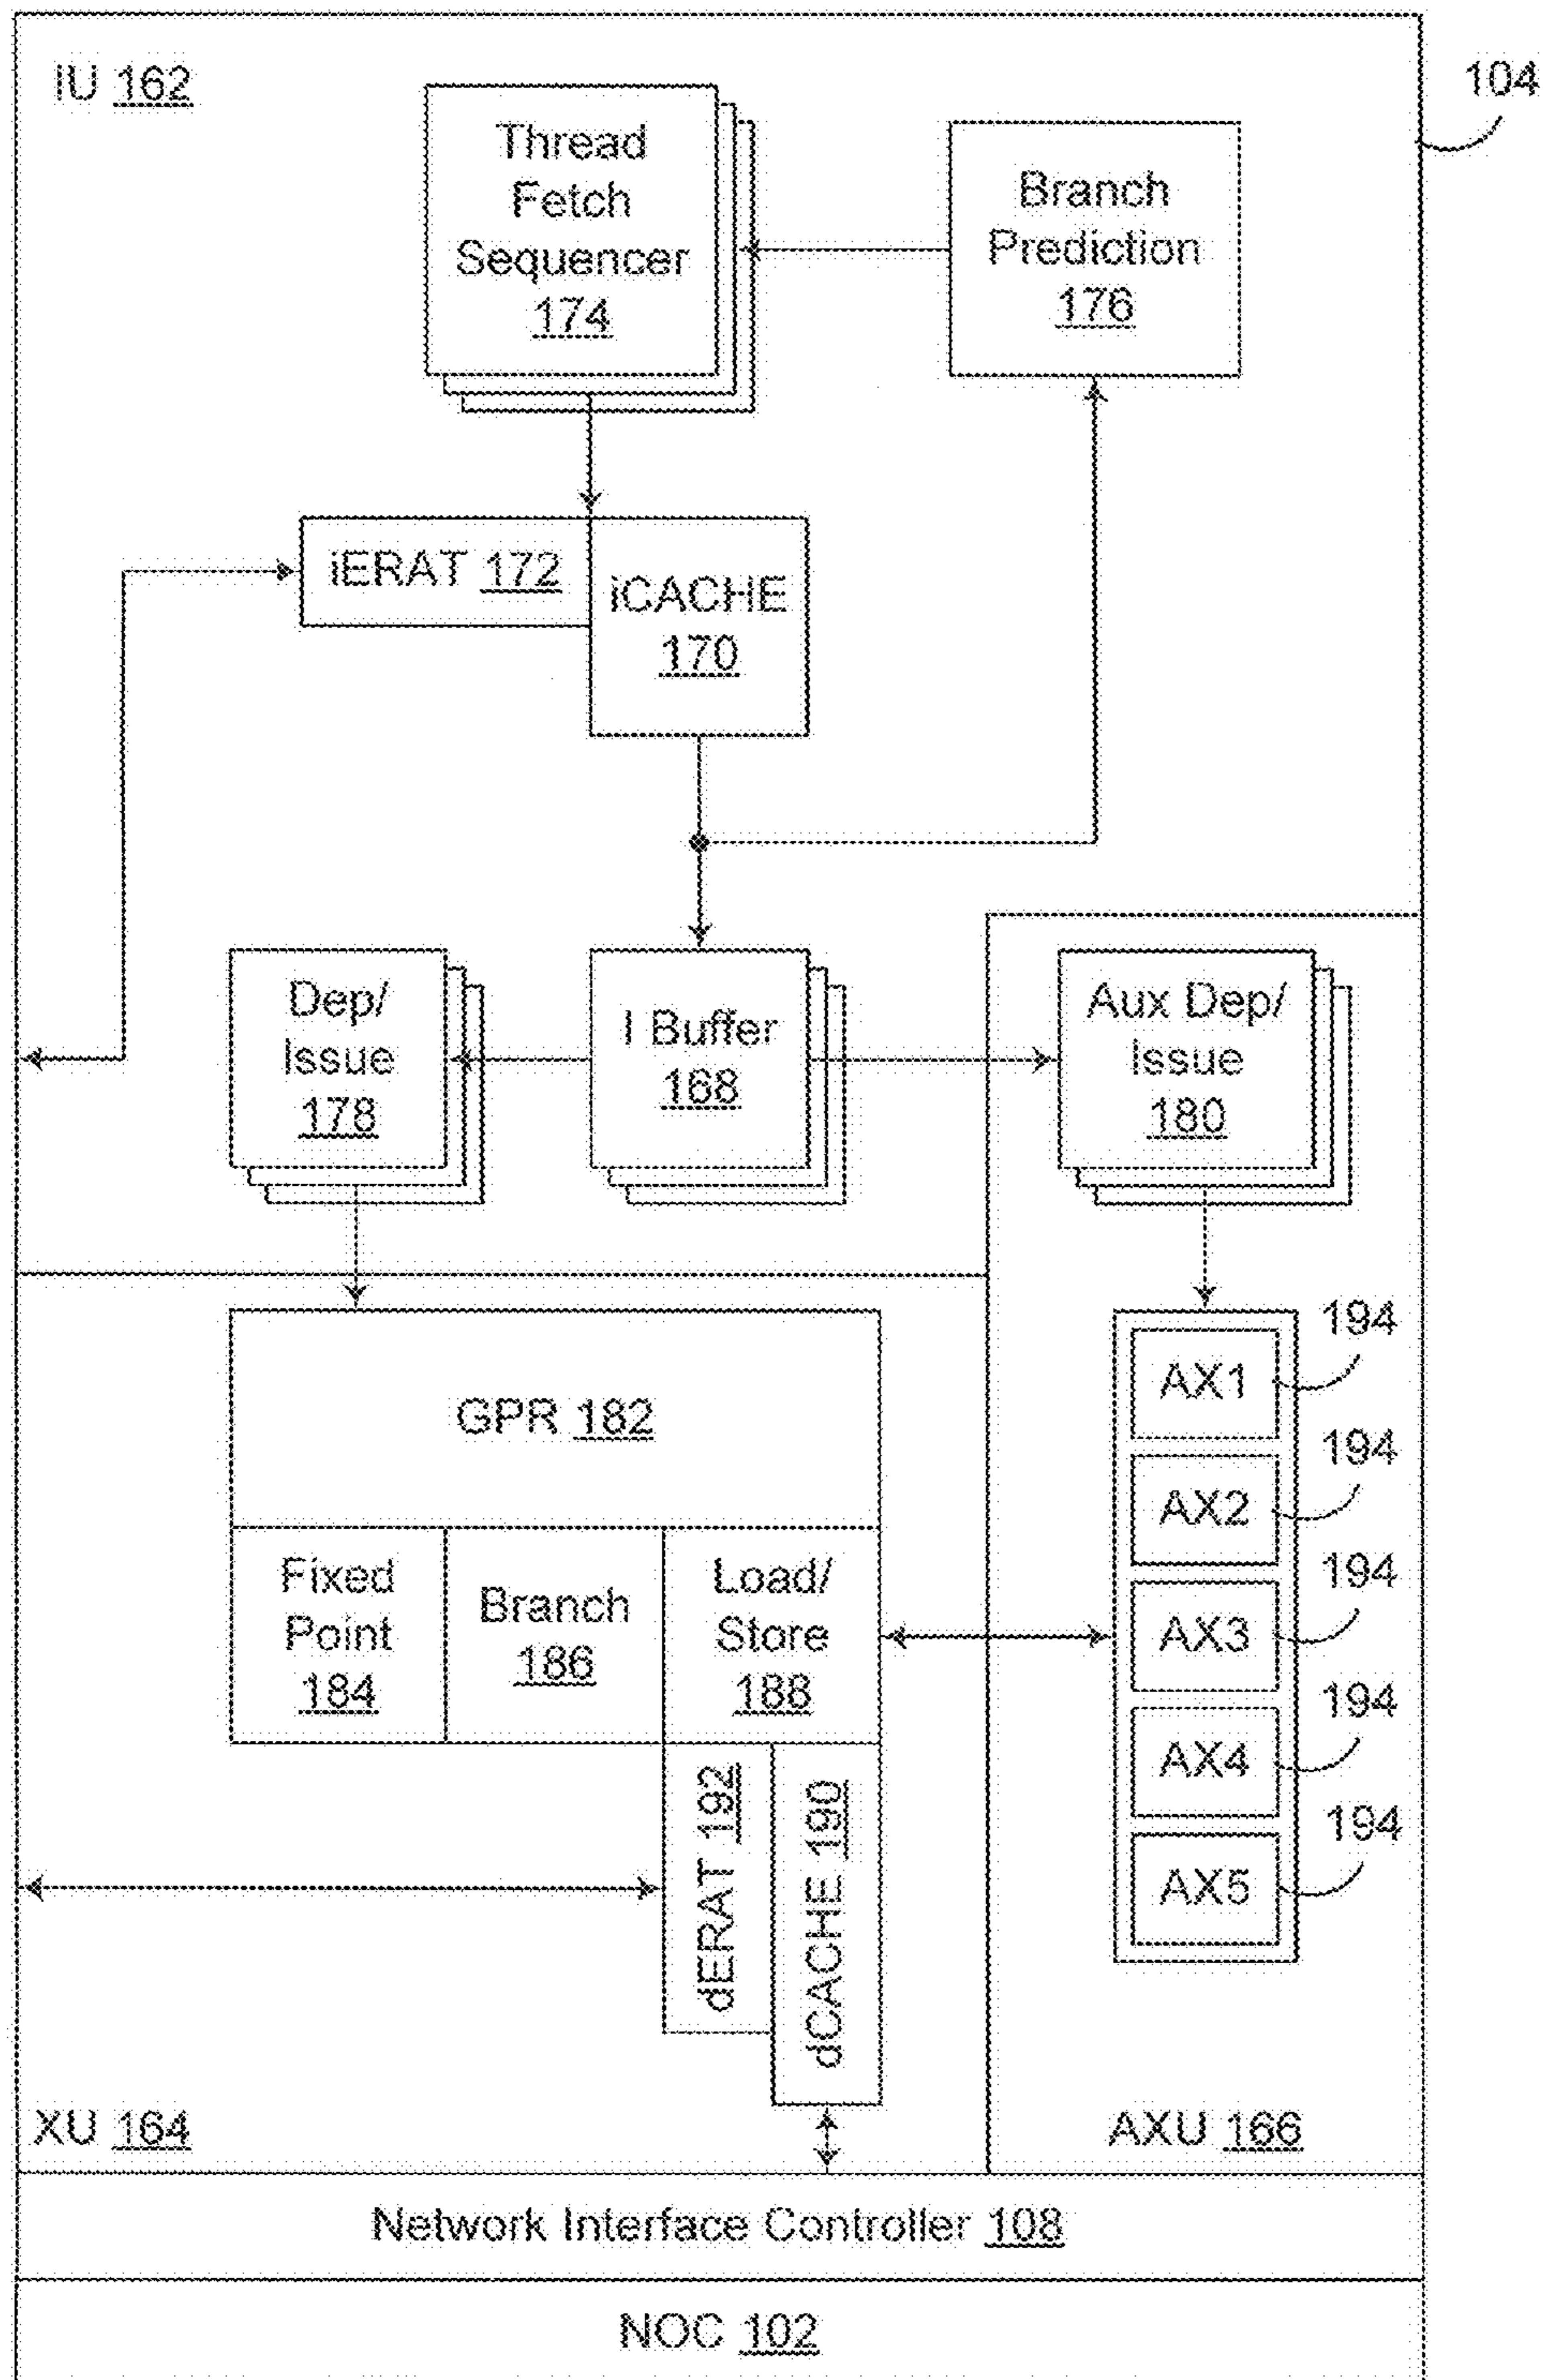 IU 162
104
Thread
Fetch
Sequencer
174
Branch
Prediction
176
iERAT 172
iCACHE
170
Dep/
Issue
178
I Buffer
168
Aux Dep/
Issue
180
GPR 182
Fixed
Point
184
Branch
186
Load/
Store
188
dERAT 192
dCACHE 190
AX1
194
AX2
194
AX3
194
AX4
194
AX5
194
XU 164
AXU 166
Network Interface Controller 108
NOC 102